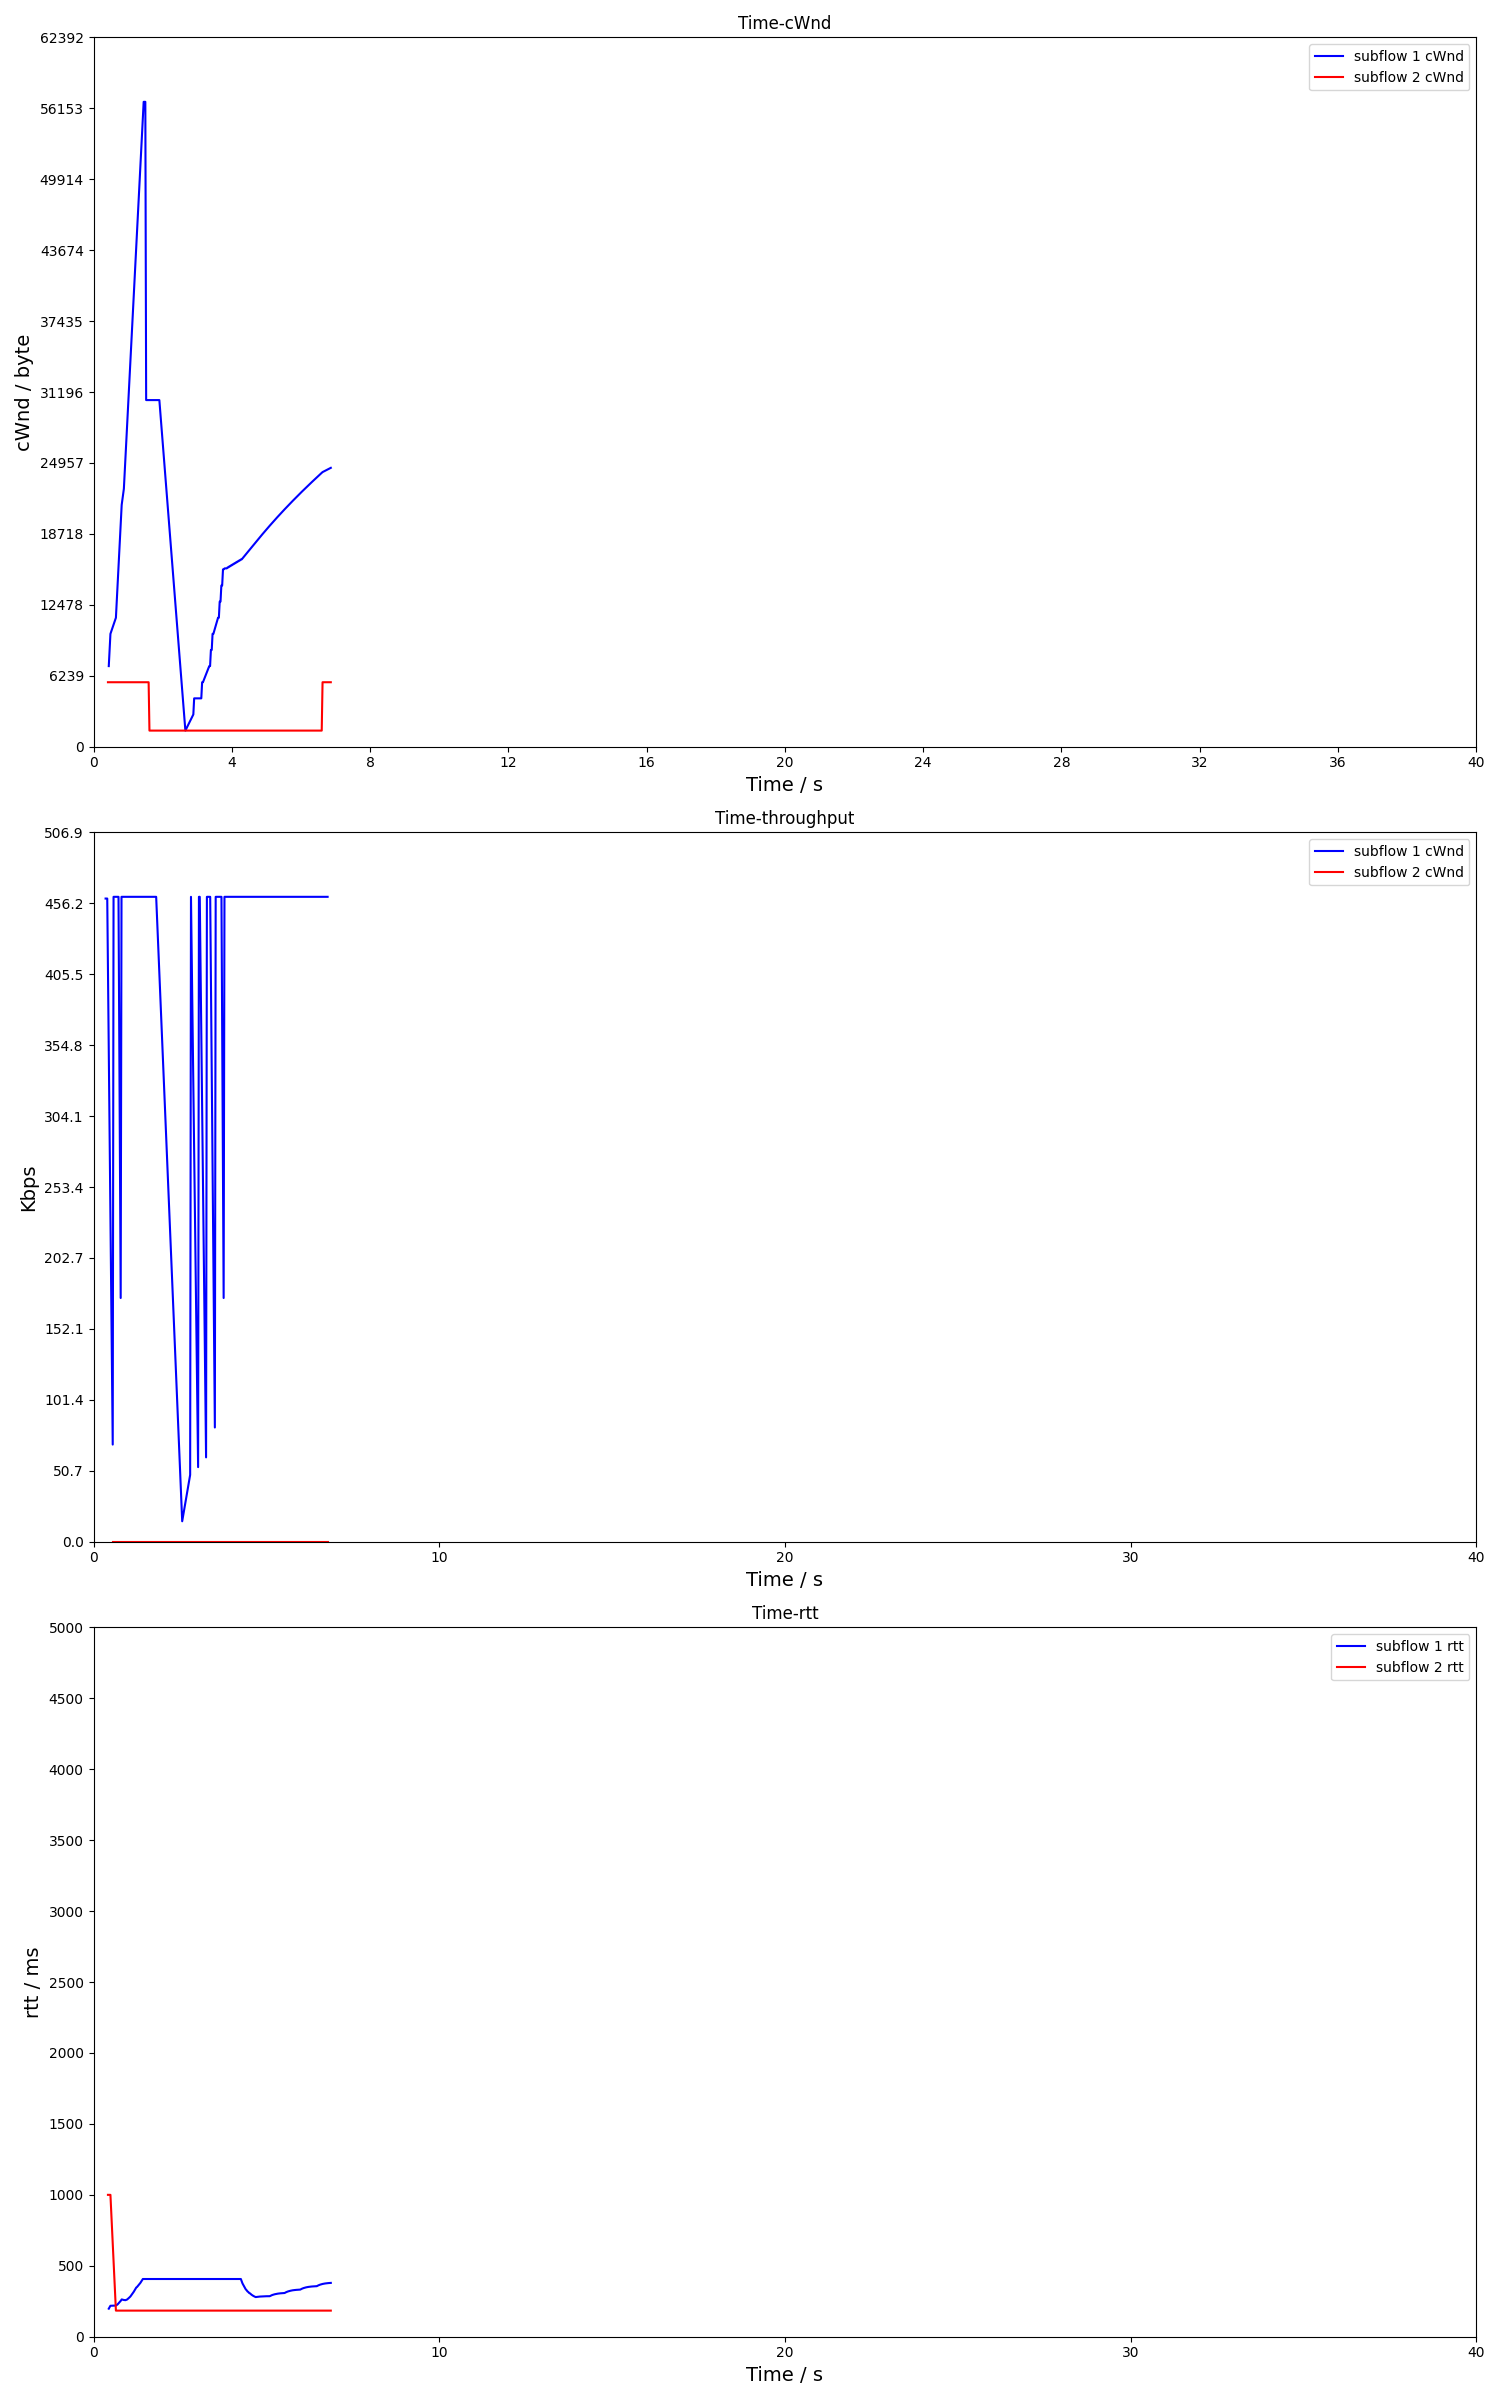 Time-cWnd
62392
56153
49914
43674
37435
31196
24957
18718
12478
6239
0
cWnd / byte
subflow 1 cWnd
subflow 2 cWnd
0 4 8 12 16 20 24 28 32 36 40
Time / s
Time-throughput
506.9
456.2
405.5
354.8
304.1
253.4
202.7
152.1
101.4
50.7
0.0
Kbps
subflow 1 cWnd
subflow 2 cWnd
0 10 20 30 40
Time / s
Time-rtt
5000
4500
4000
3500
3000
2500
2000
1500
1000
500
0
rtt / ms
subflow 1 rtt
subflow 2 rtt
0 10 20 30 40
Time / s